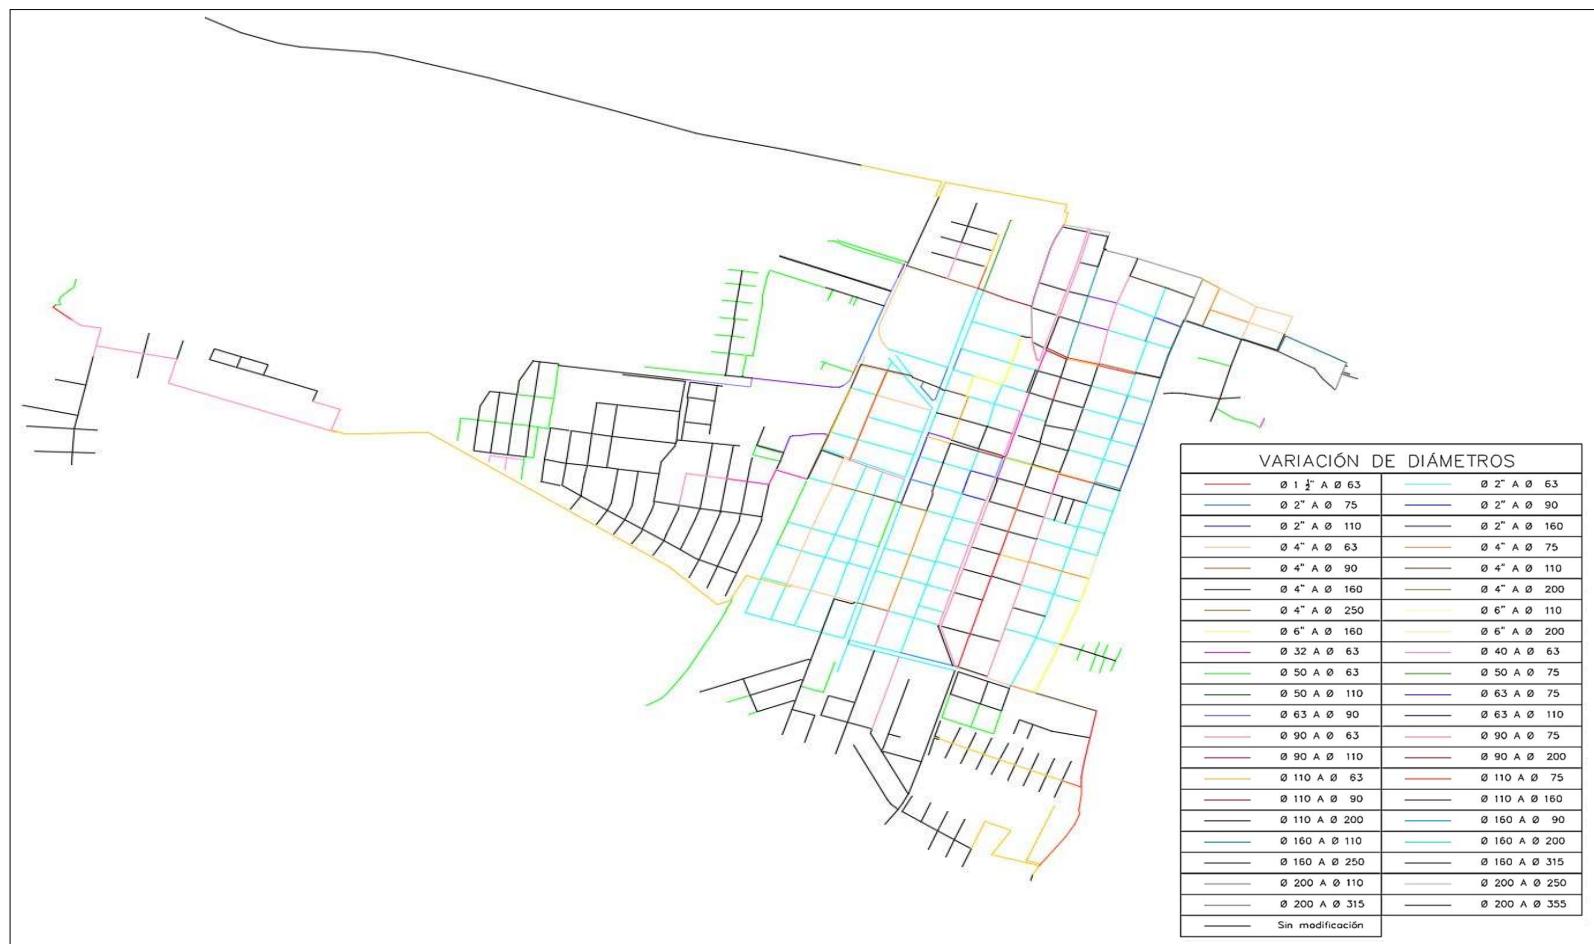 VARIACIÓN DE DIÁMETROS
Ø 1 ½" A Ø 63 Ø 2" A Ø 63
Ø 2" A Ø 75 Ø 2" A Ø 90
Ø 2" A Ø 110 Ø 2" A Ø 160
Ø 4" A Ø 63 Ø 4" A Ø 75
Ø 4" A Ø 90 Ø 4" A Ø 110
Ø 4" A Ø 160 Ø 4" A Ø 200
Ø 4" A Ø 250 Ø 6" A Ø 110
Ø 6" A Ø 160 Ø 6" A Ø 200
Ø 32 A Ø 63 Ø 40 A Ø 63
Ø 50 A Ø 63 Ø 50 A Ø 75
Ø 50 A Ø 110 Ø 63 A Ø 75
Ø 63 A Ø 90 Ø 63 A Ø 110
Ø 90 A Ø 63 Ø 90 A Ø 75
Ø 90 A Ø 110 Ø 90 A Ø 200
Ø 110 A Ø 63 Ø 110 A Ø 75
Ø 110 A Ø 90 Ø 110 A Ø 160
Ø 110 A Ø 200 Ø 160 A Ø 90
Ø 160 A Ø 110 Ø 160 A Ø 200
Ø 160 A Ø 250 Ø 160 A Ø 315
Ø 200 A Ø 110 Ø 200 A Ø 250
Ø 200 A Ø 315 Ø 200 A Ø 355
Sin modificación